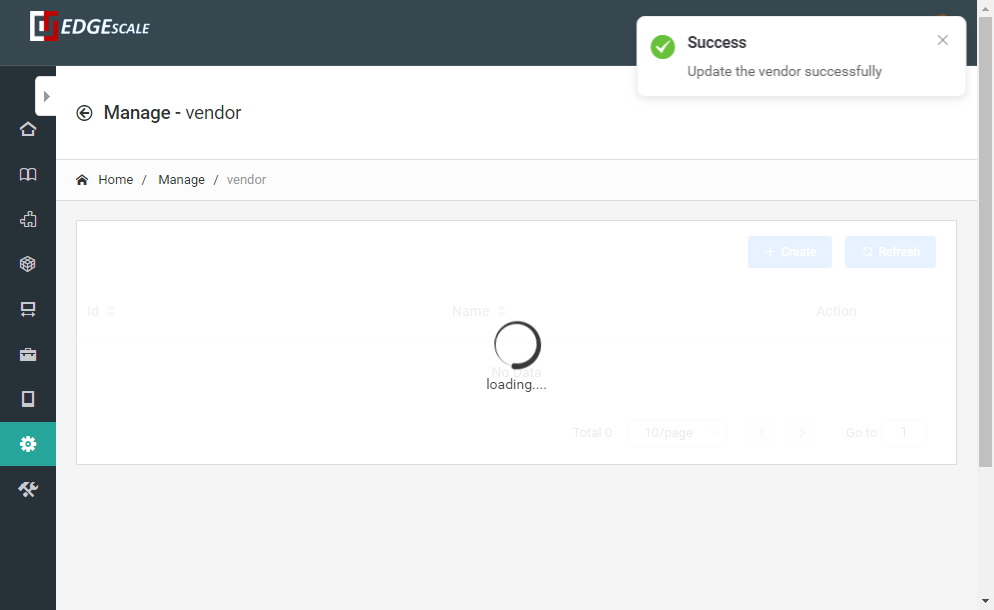 EDGESCALE
Success
Update the vendor successfully
Manage - vendor
Home / Manage / vendor
+ Create Refresh
Id Name Action
No Data
loading....
Total 0 10/page Go to 1